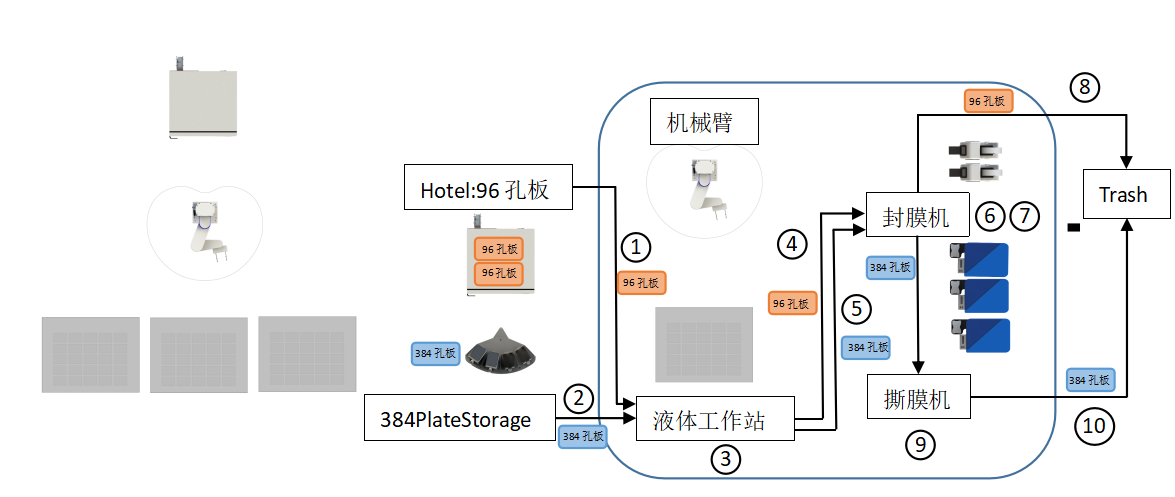 96 孔板
⑧
机械臂
Hotel:96 孔板
Trash
封膜机
⑥ ⑦
①
④
96 孔板
96 孔板
384 孔板
96 孔板
96 孔板
⑤
384 孔板
384 孔板
384 孔板
撕膜机
②
384PlateStorage
液体工作站
384 孔板
⑩
⑨
③